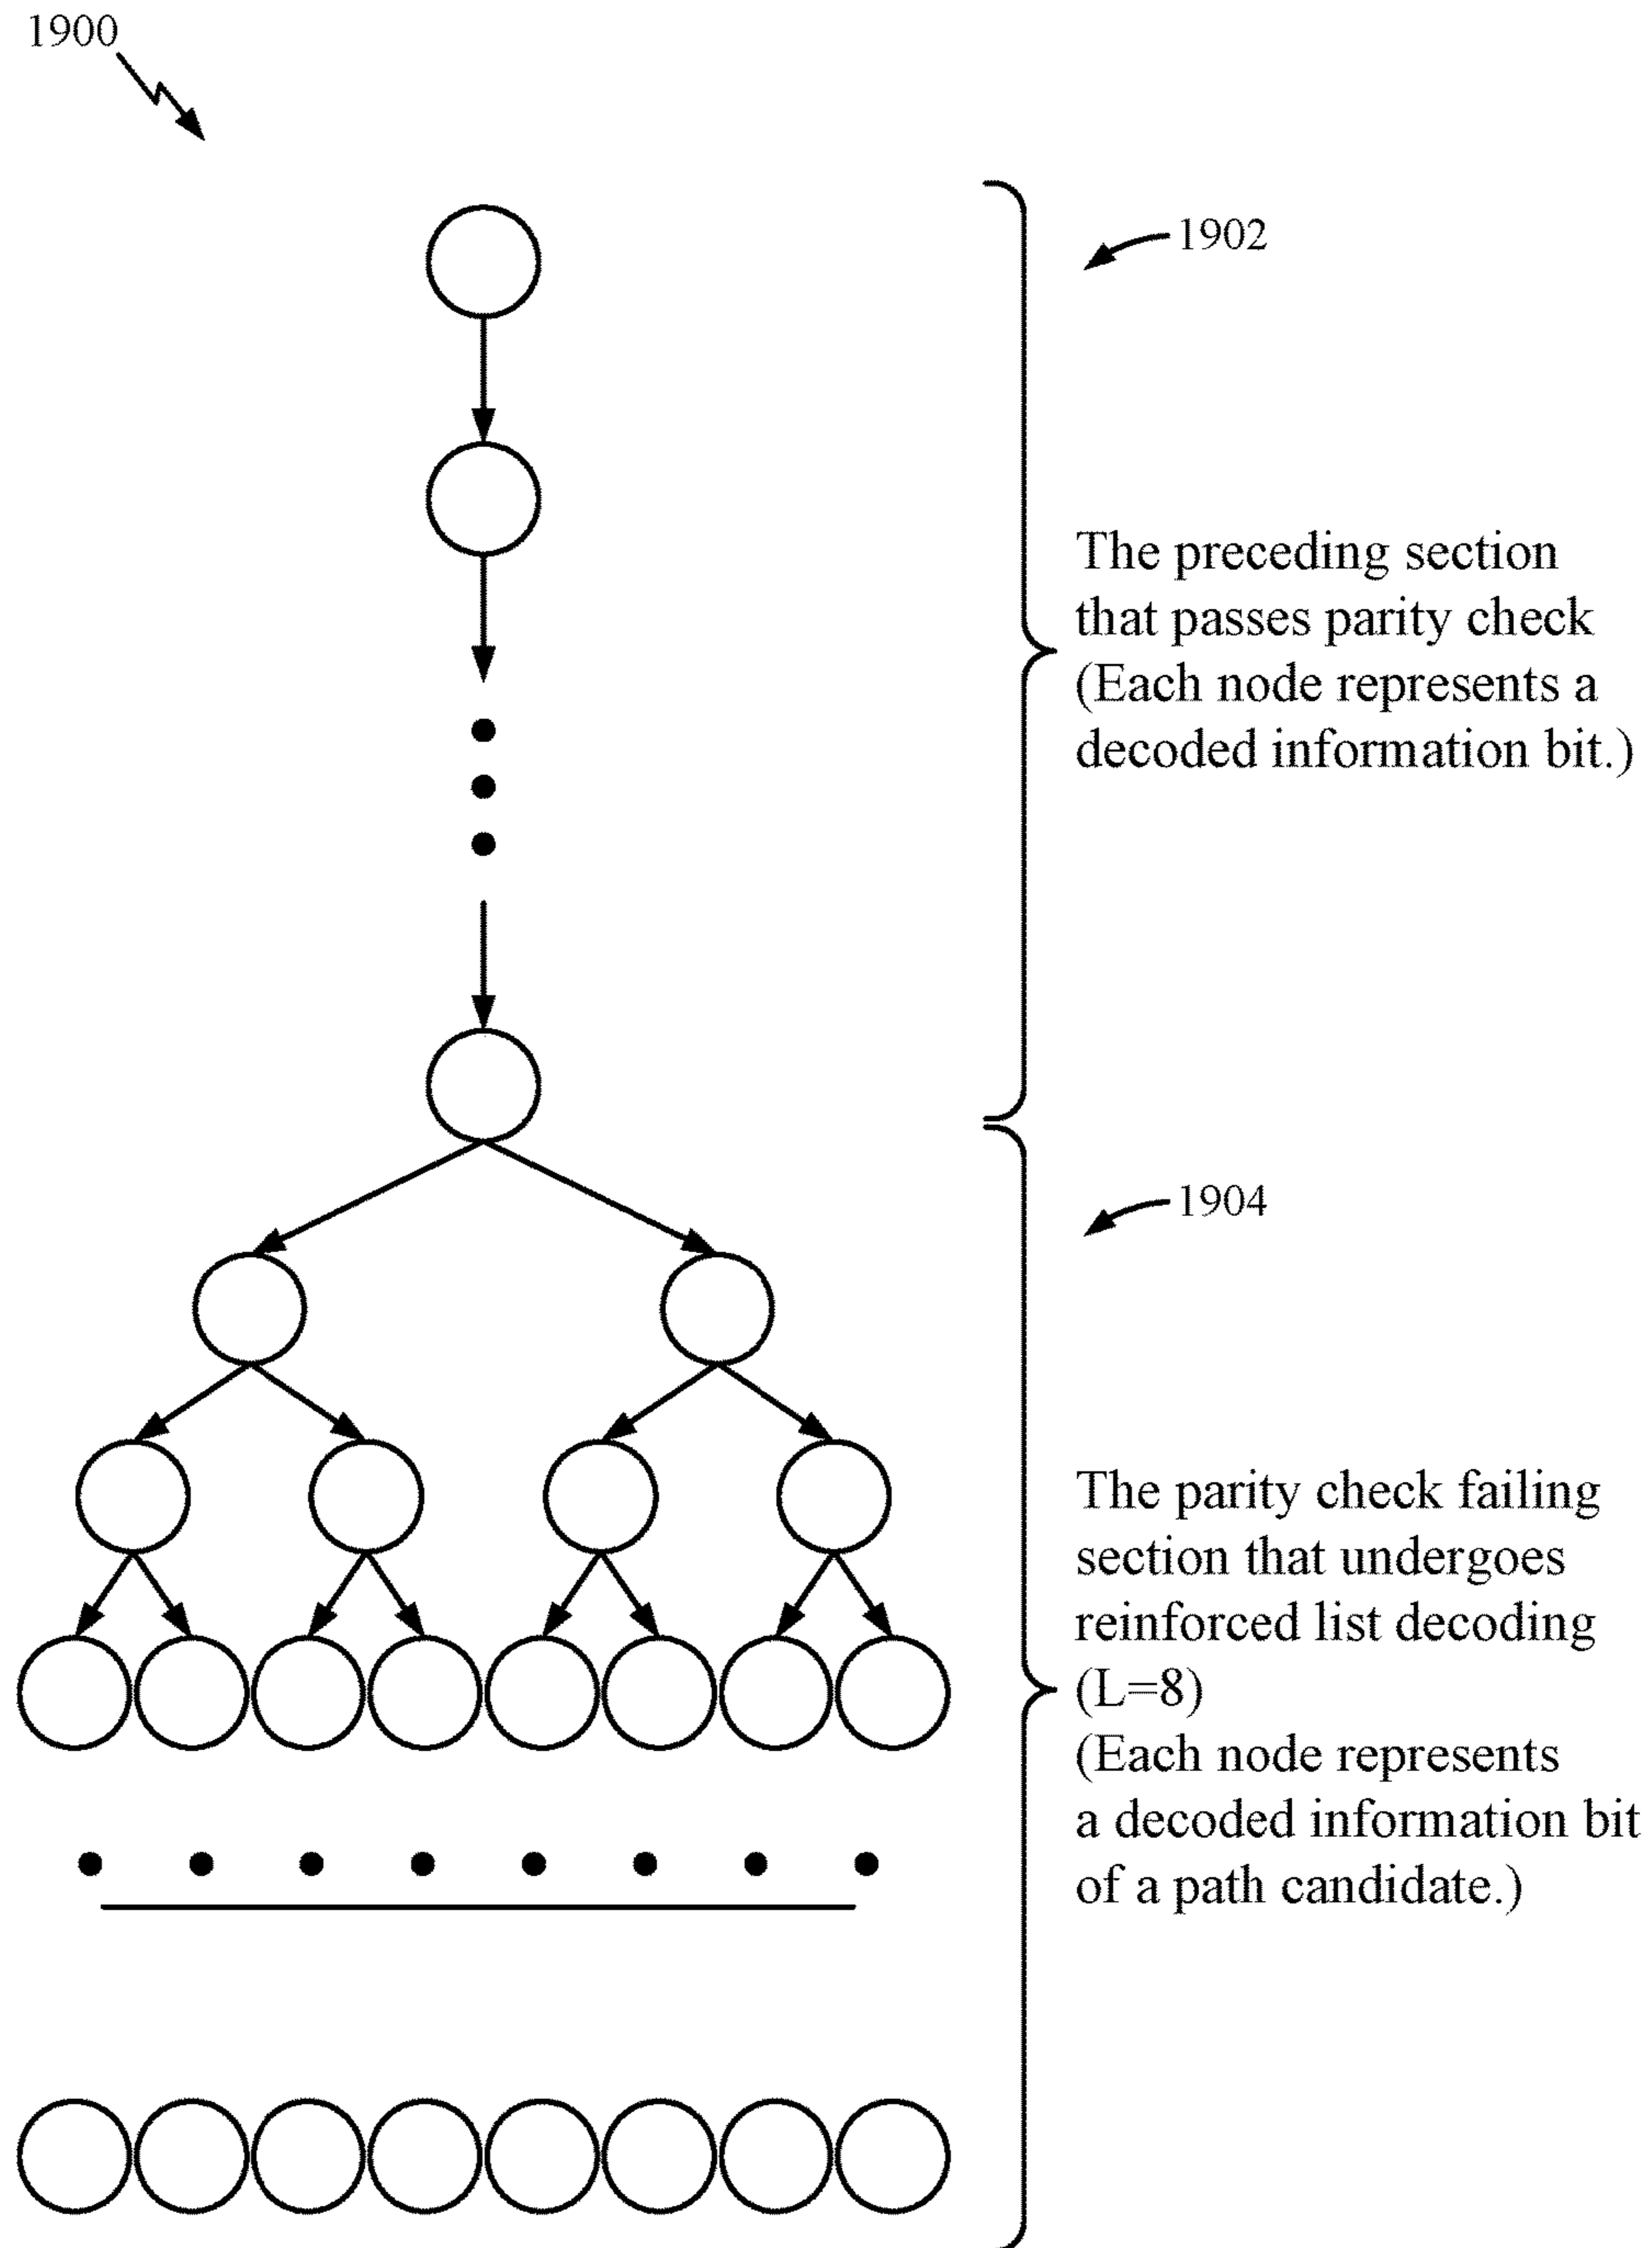 1900
1902
The preceding section
that passes parity check
(Each node represents a
decoded information bit.)
1904
The parity check failing
section that undergoes
reinforced list decoding
(L=8)
(Each node represents
a decoded information bit
of a path candidate.)